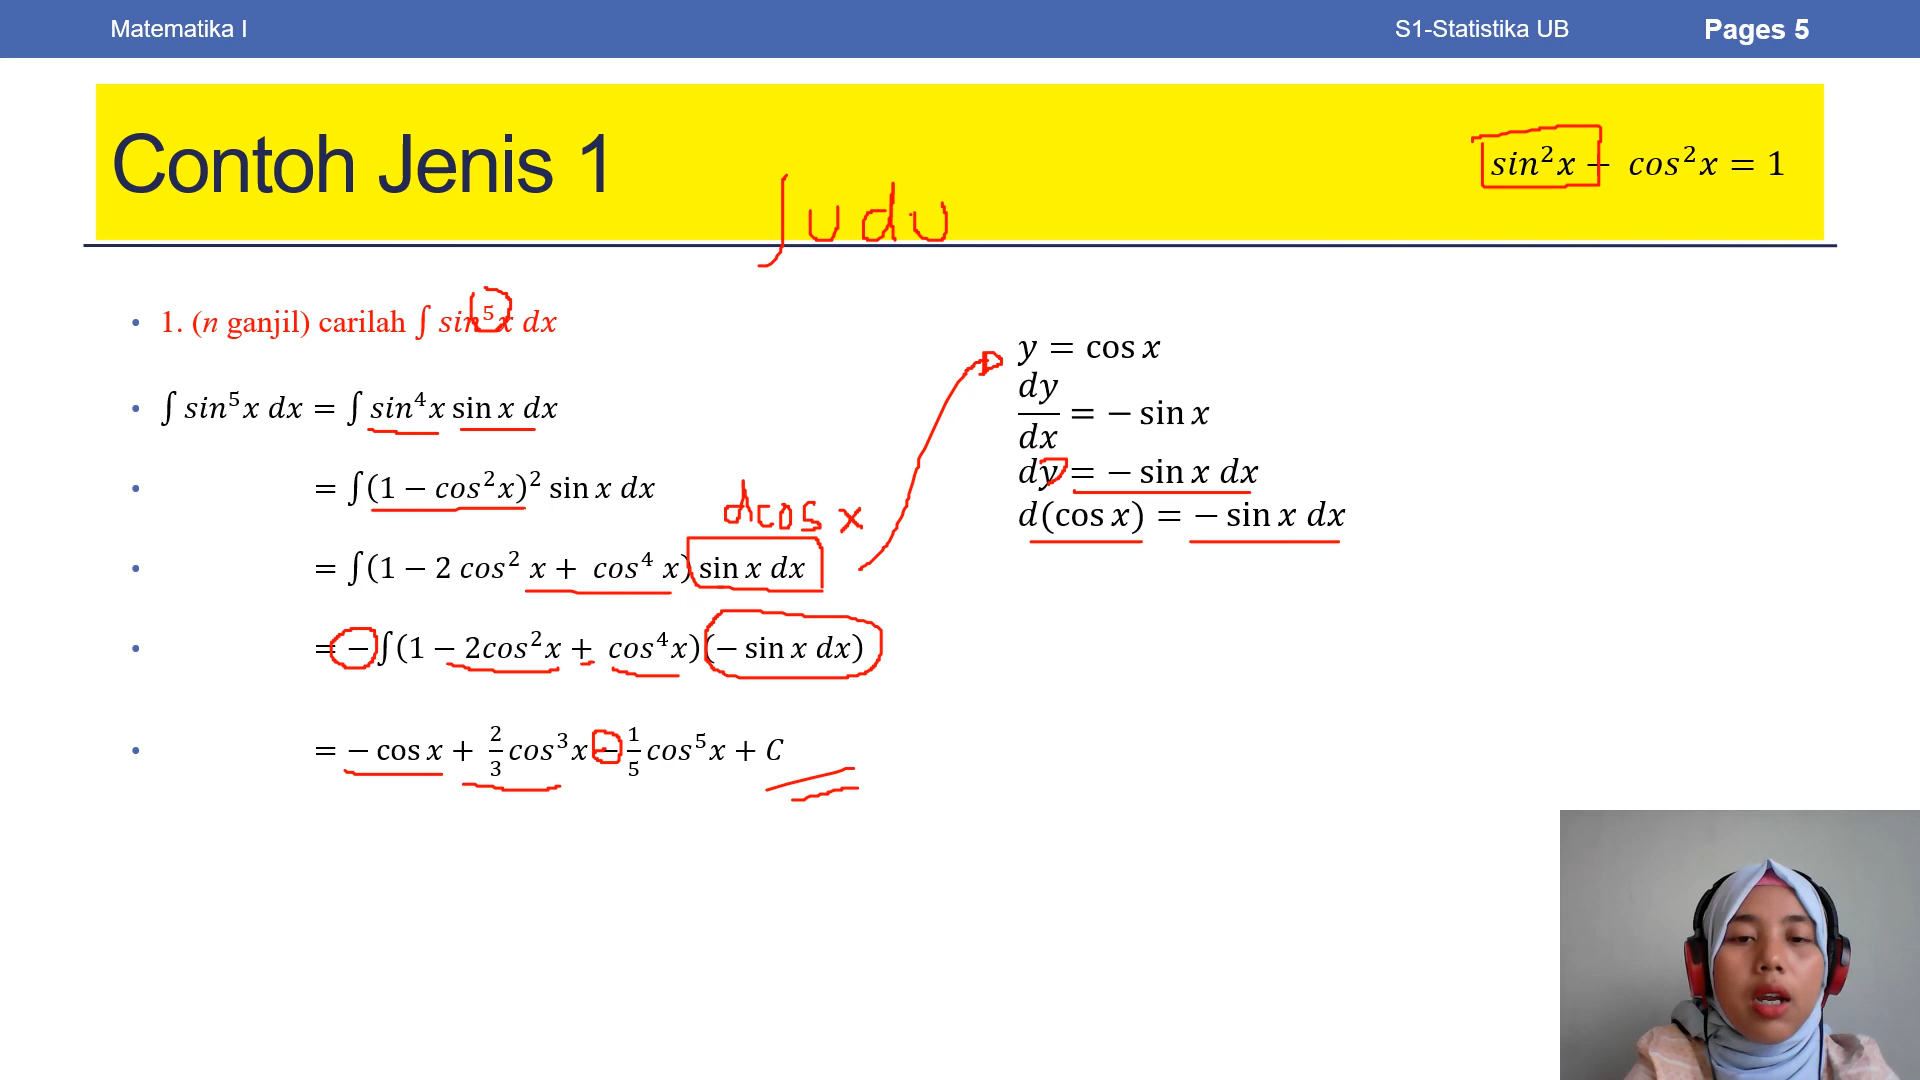 Matematika I S1-Statistika UB Pages 5
Contoh Jenis 1
sin²x − cos²x = 1
∫ u du
• 1. (n ganjil) carilah ∫ sin⁵x dx
• ∫ sin⁵x dx = ∫ sin⁴x sin x dx
• = ∫(1 − cos²x)² sin x dx
dcos x
• = ∫(1 − 2 cos² x + cos⁴ x) sin x dx
• = − ∫(1 − 2cos²x + cos⁴x)(− sin x dx)
• = − cos x + 2/3 cos³x − 1/5 cos⁵x + C
y = cos x
dy/dx = − sin x
dy = − sin x dx
d(cos x) = − sin x dx